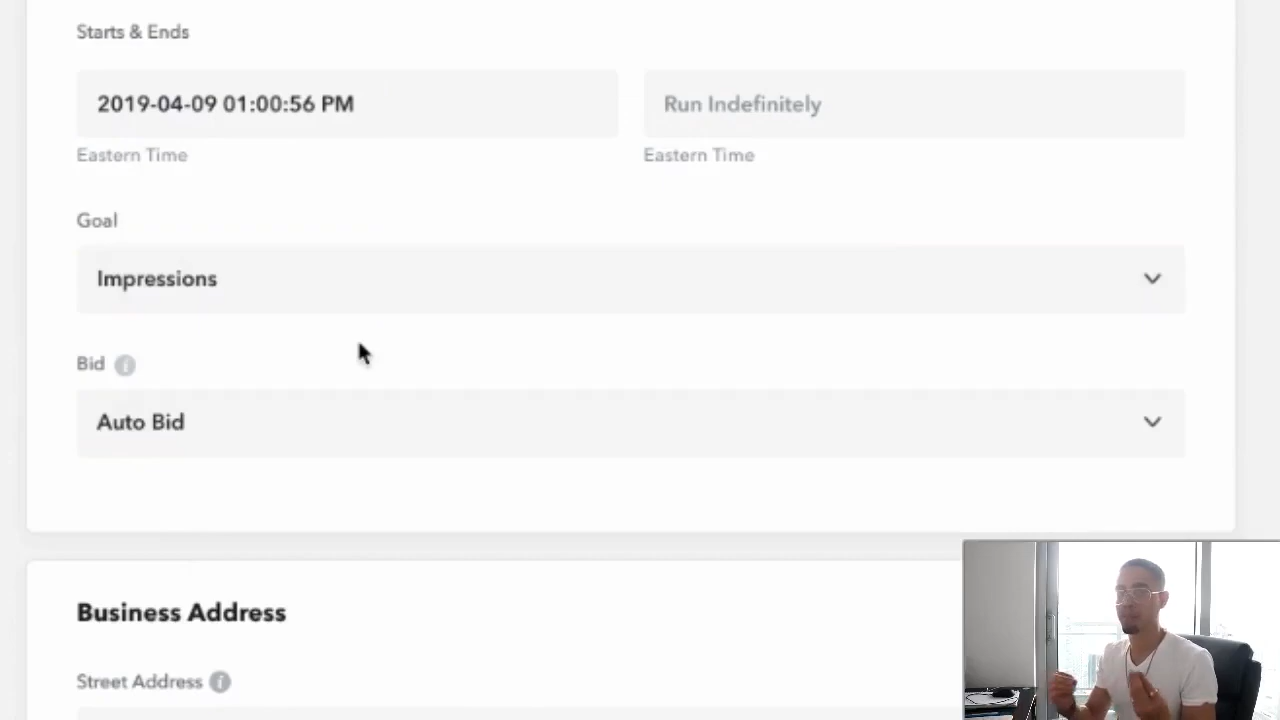 Starts & Ends
2019-04-09 01:00:56 PM
Run Indefinitely
Eastern Time
Eastern Time
Goal
Impressions
Bid
Auto Bid
Business Address
Street Address